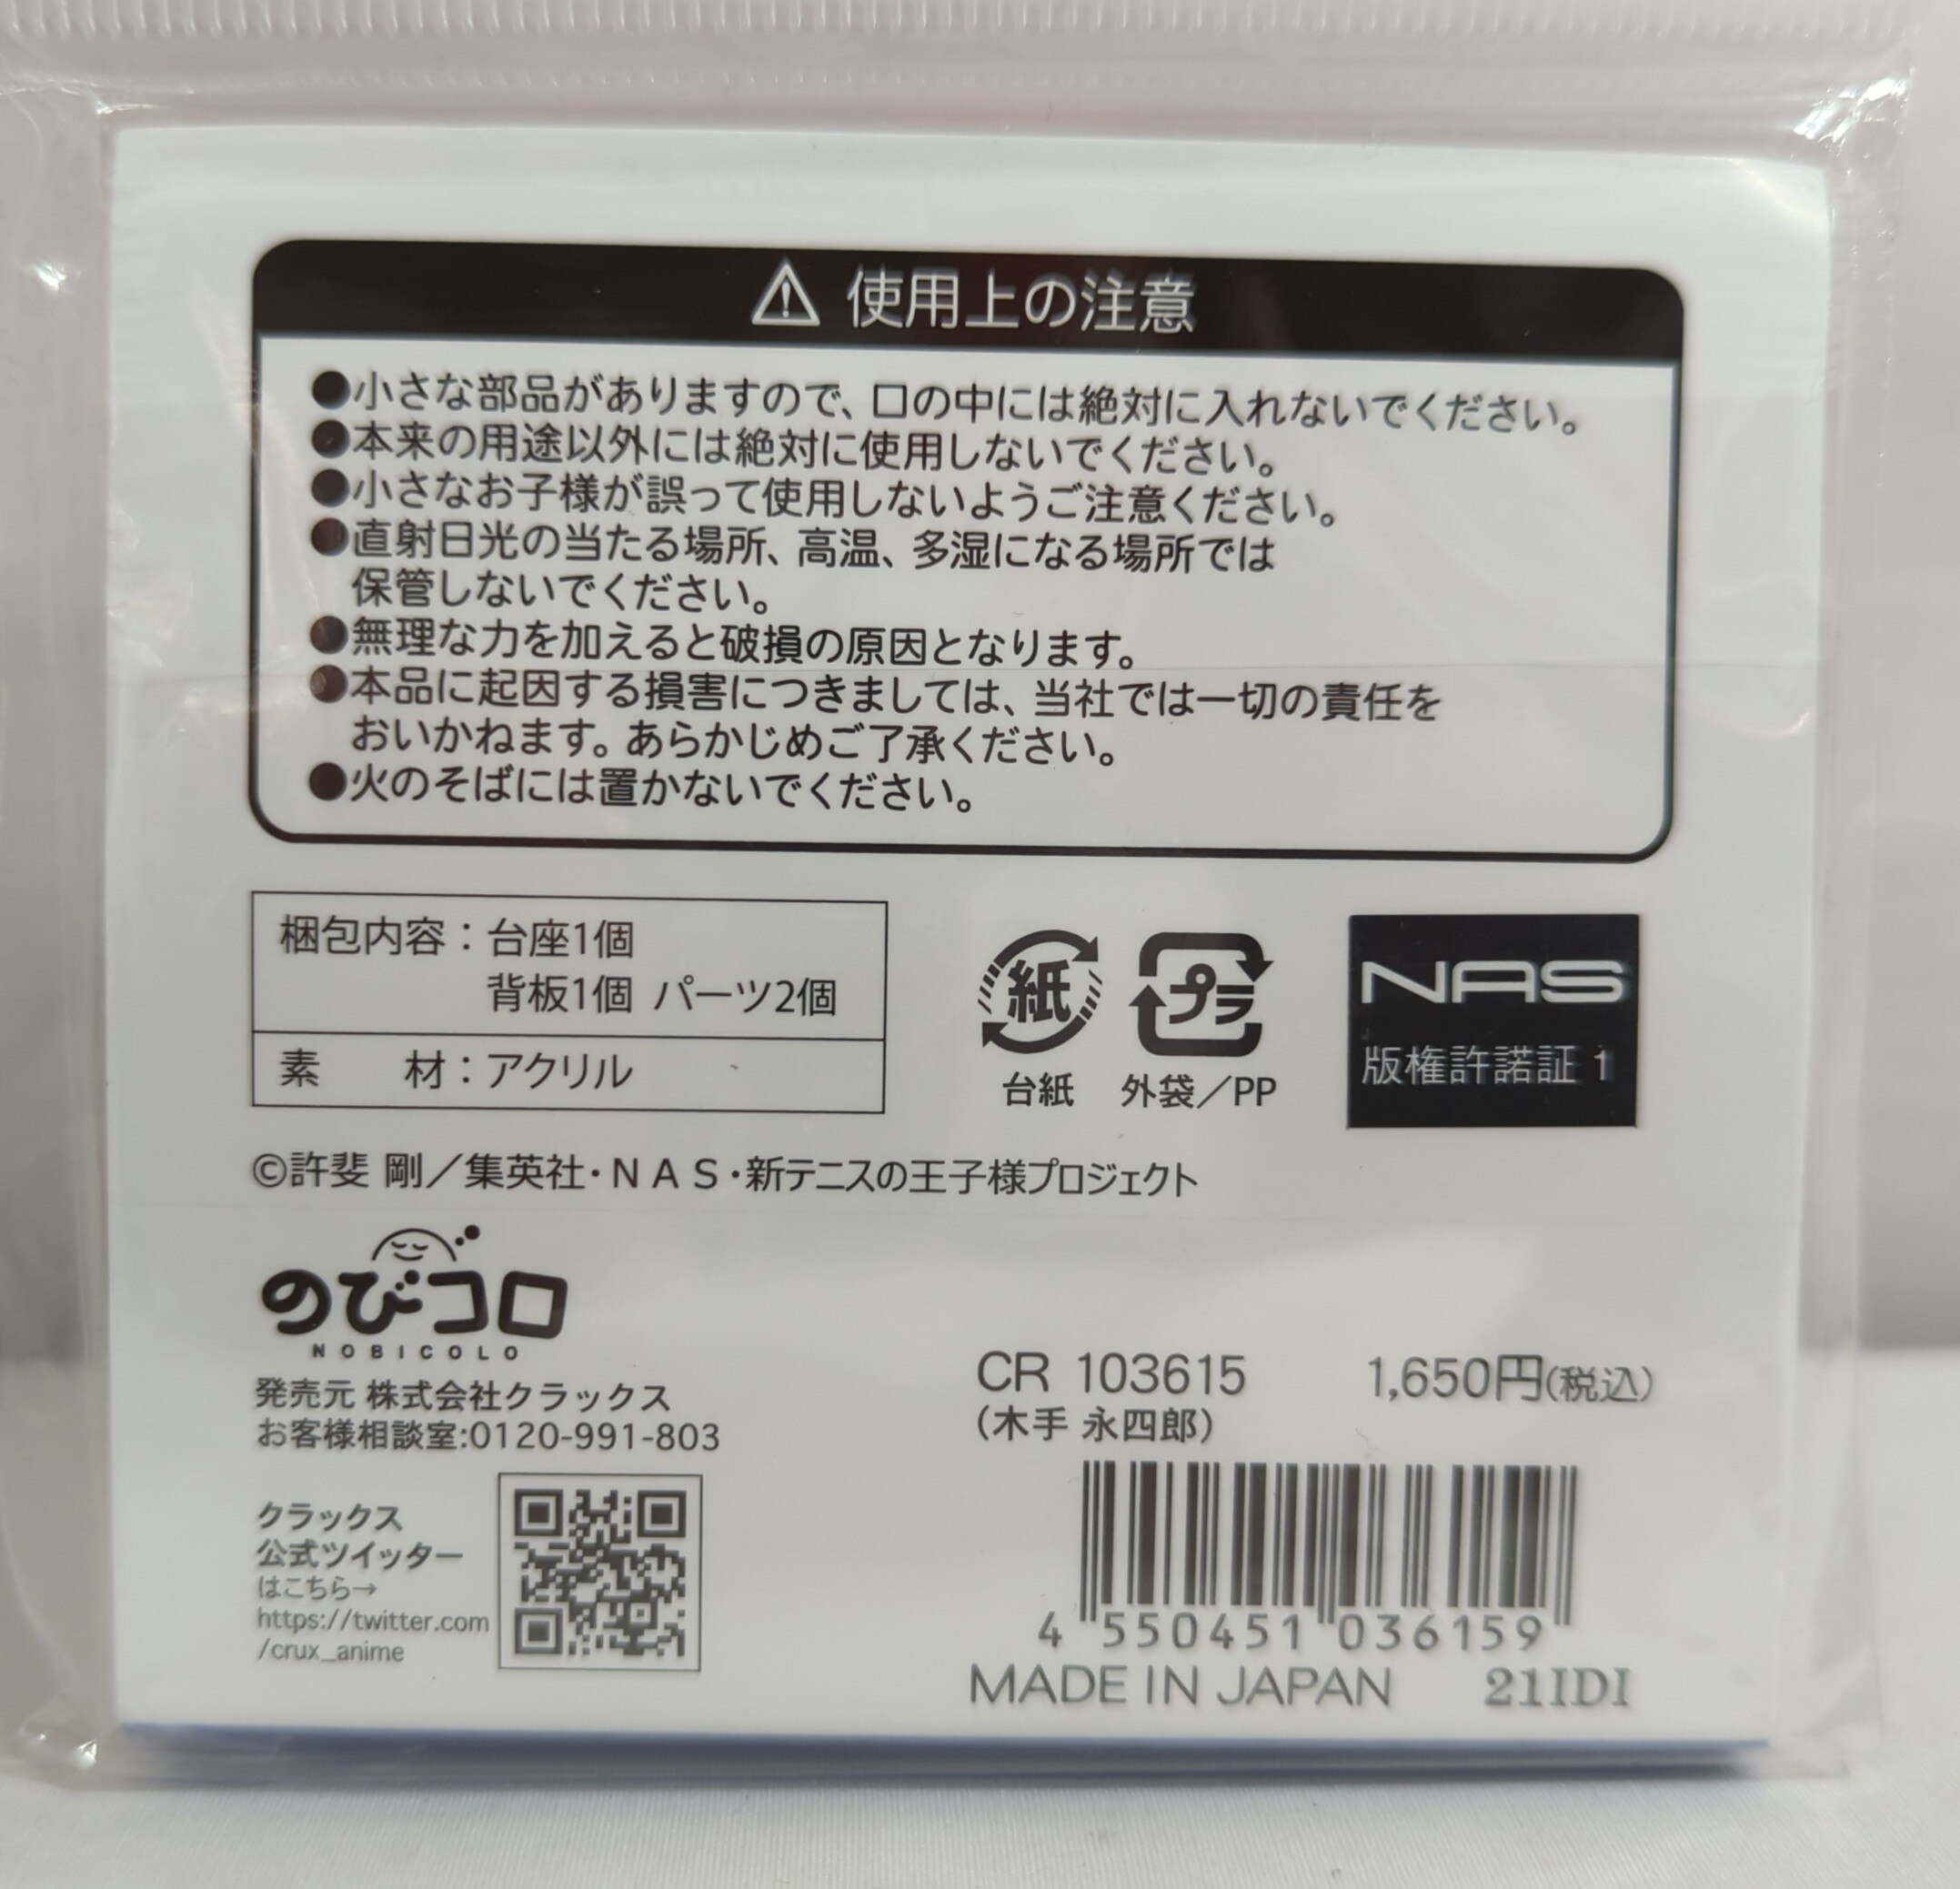 使用上の注意
●小さな部品がありますので、口の中には絶対に入れないでください。
●本来の用途以外には絶対に使用しないでください。
●小さなお子様が誤って使用しないようご注意ください。
●直射日光の当たる場所、高温、多湿になる場所では
保管しないでください。
●無理な力を加えると破損の原因となります。
●本品に起因する損害につきましては、当社では一切の責任を
おいかねます。あらかじめご了承ください。
●火のそばには置かないでください。
梱包内容：台座1個
背板1個 パーツ2個
素　材：アクリル
紙
台紙
プラ
外袋／PP
NAS
版権許諾証 1
©許斐 剛／集英社・ＮＡＳ・新テニスの王子様プロジェクト
のびコロ
NOBICOLO
発売元 株式会社クラックス
お客様相談室:0120-991-803
クラックス
公式ツイッター
はこちら→
https://twitter.com
/crux_anime
CR 103615 1,650円(税込)
(木手 永四郎)
4 550451 036159
MADE IN JAPAN 21IDI